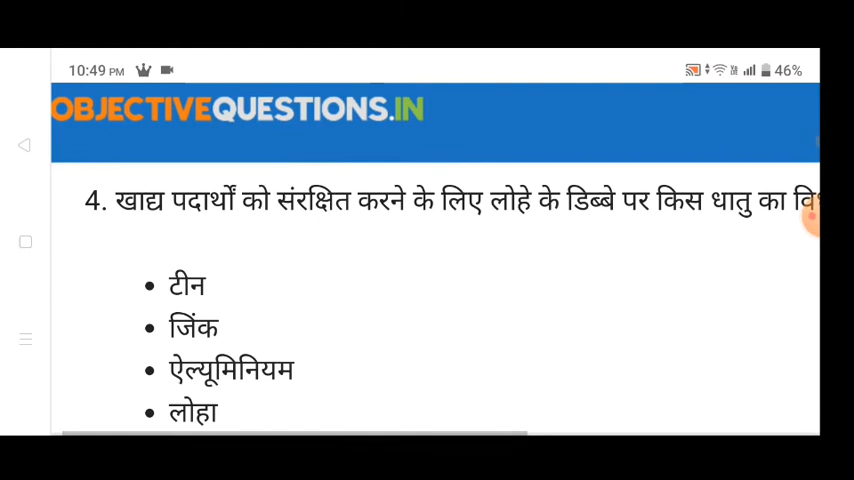 10:49 PM 46%
OBJECTIVEQUESTIONS.IN
4. खाद्य पदार्थों को संरक्षित करने के लिए लोहे के डिब्बे पर किस धातु का
• टीन
• जिंक
• ऐल्यूमिनियम
• लोहा